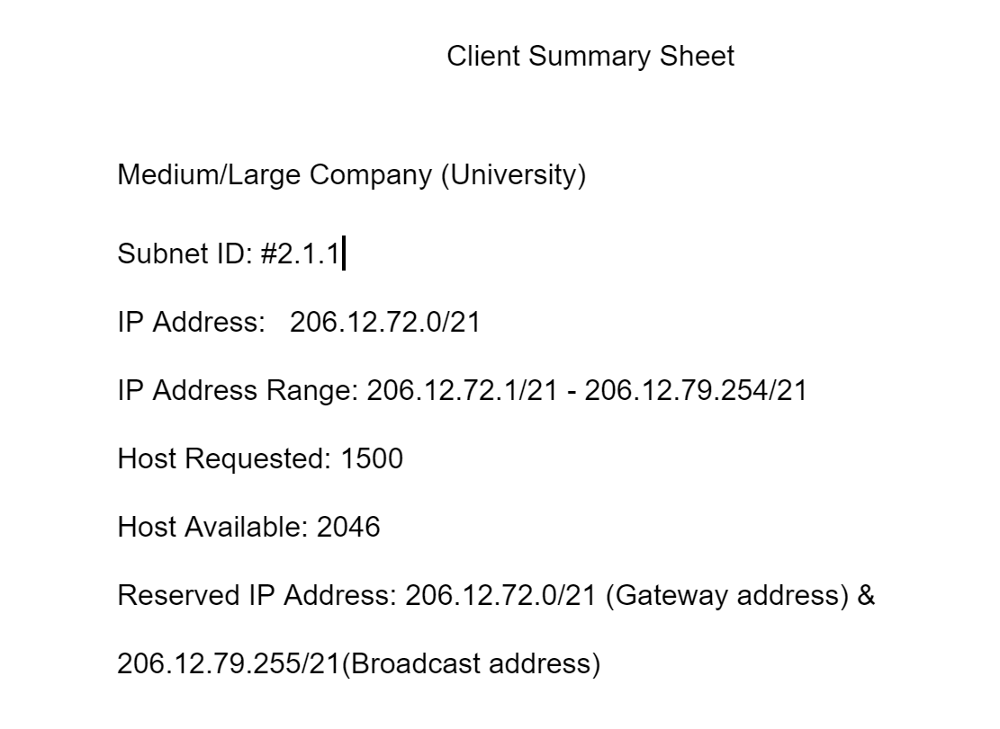 Client Summary Sheet
Medium/Large Company (University)
Subnet ID: #2.1.1
IP Address: 206.12.72.0/21
IP Address Range: 206.12.72.1/21 - 206.12.79.254/21
Host Requested: 1500
Host Available: 2046
Reserved IP Address: 206.12.72.0/21 (Gateway address) &
206.12.79.255/21(Broadcast address)